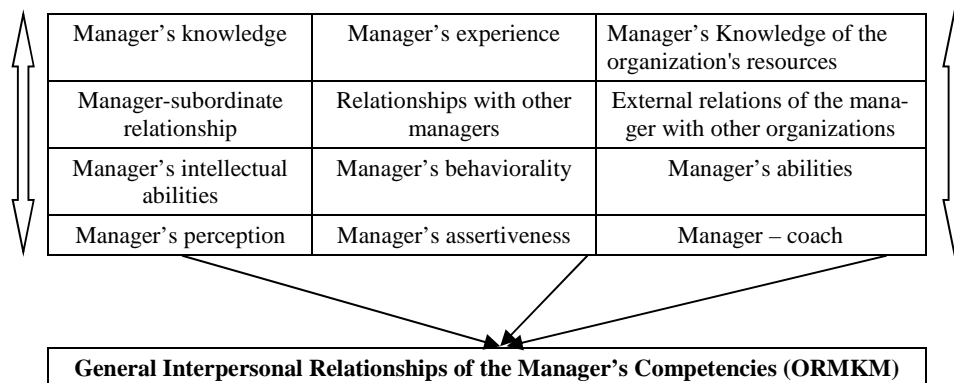 Manager’s knowledge Manager’s experience Manager’s Knowledge of the
organization's resources
Manager-subordinate Relationships with other External relations of the mana-
relationship managers ger with other organizations
Manager’s intellectual Manager’s behaviorality Manager’s abilities
abilities
Manager’s perception Manager’s assertiveness Manager – coach
General Interpersonal Relationships of the Manager’s Competencies (ORMKM)